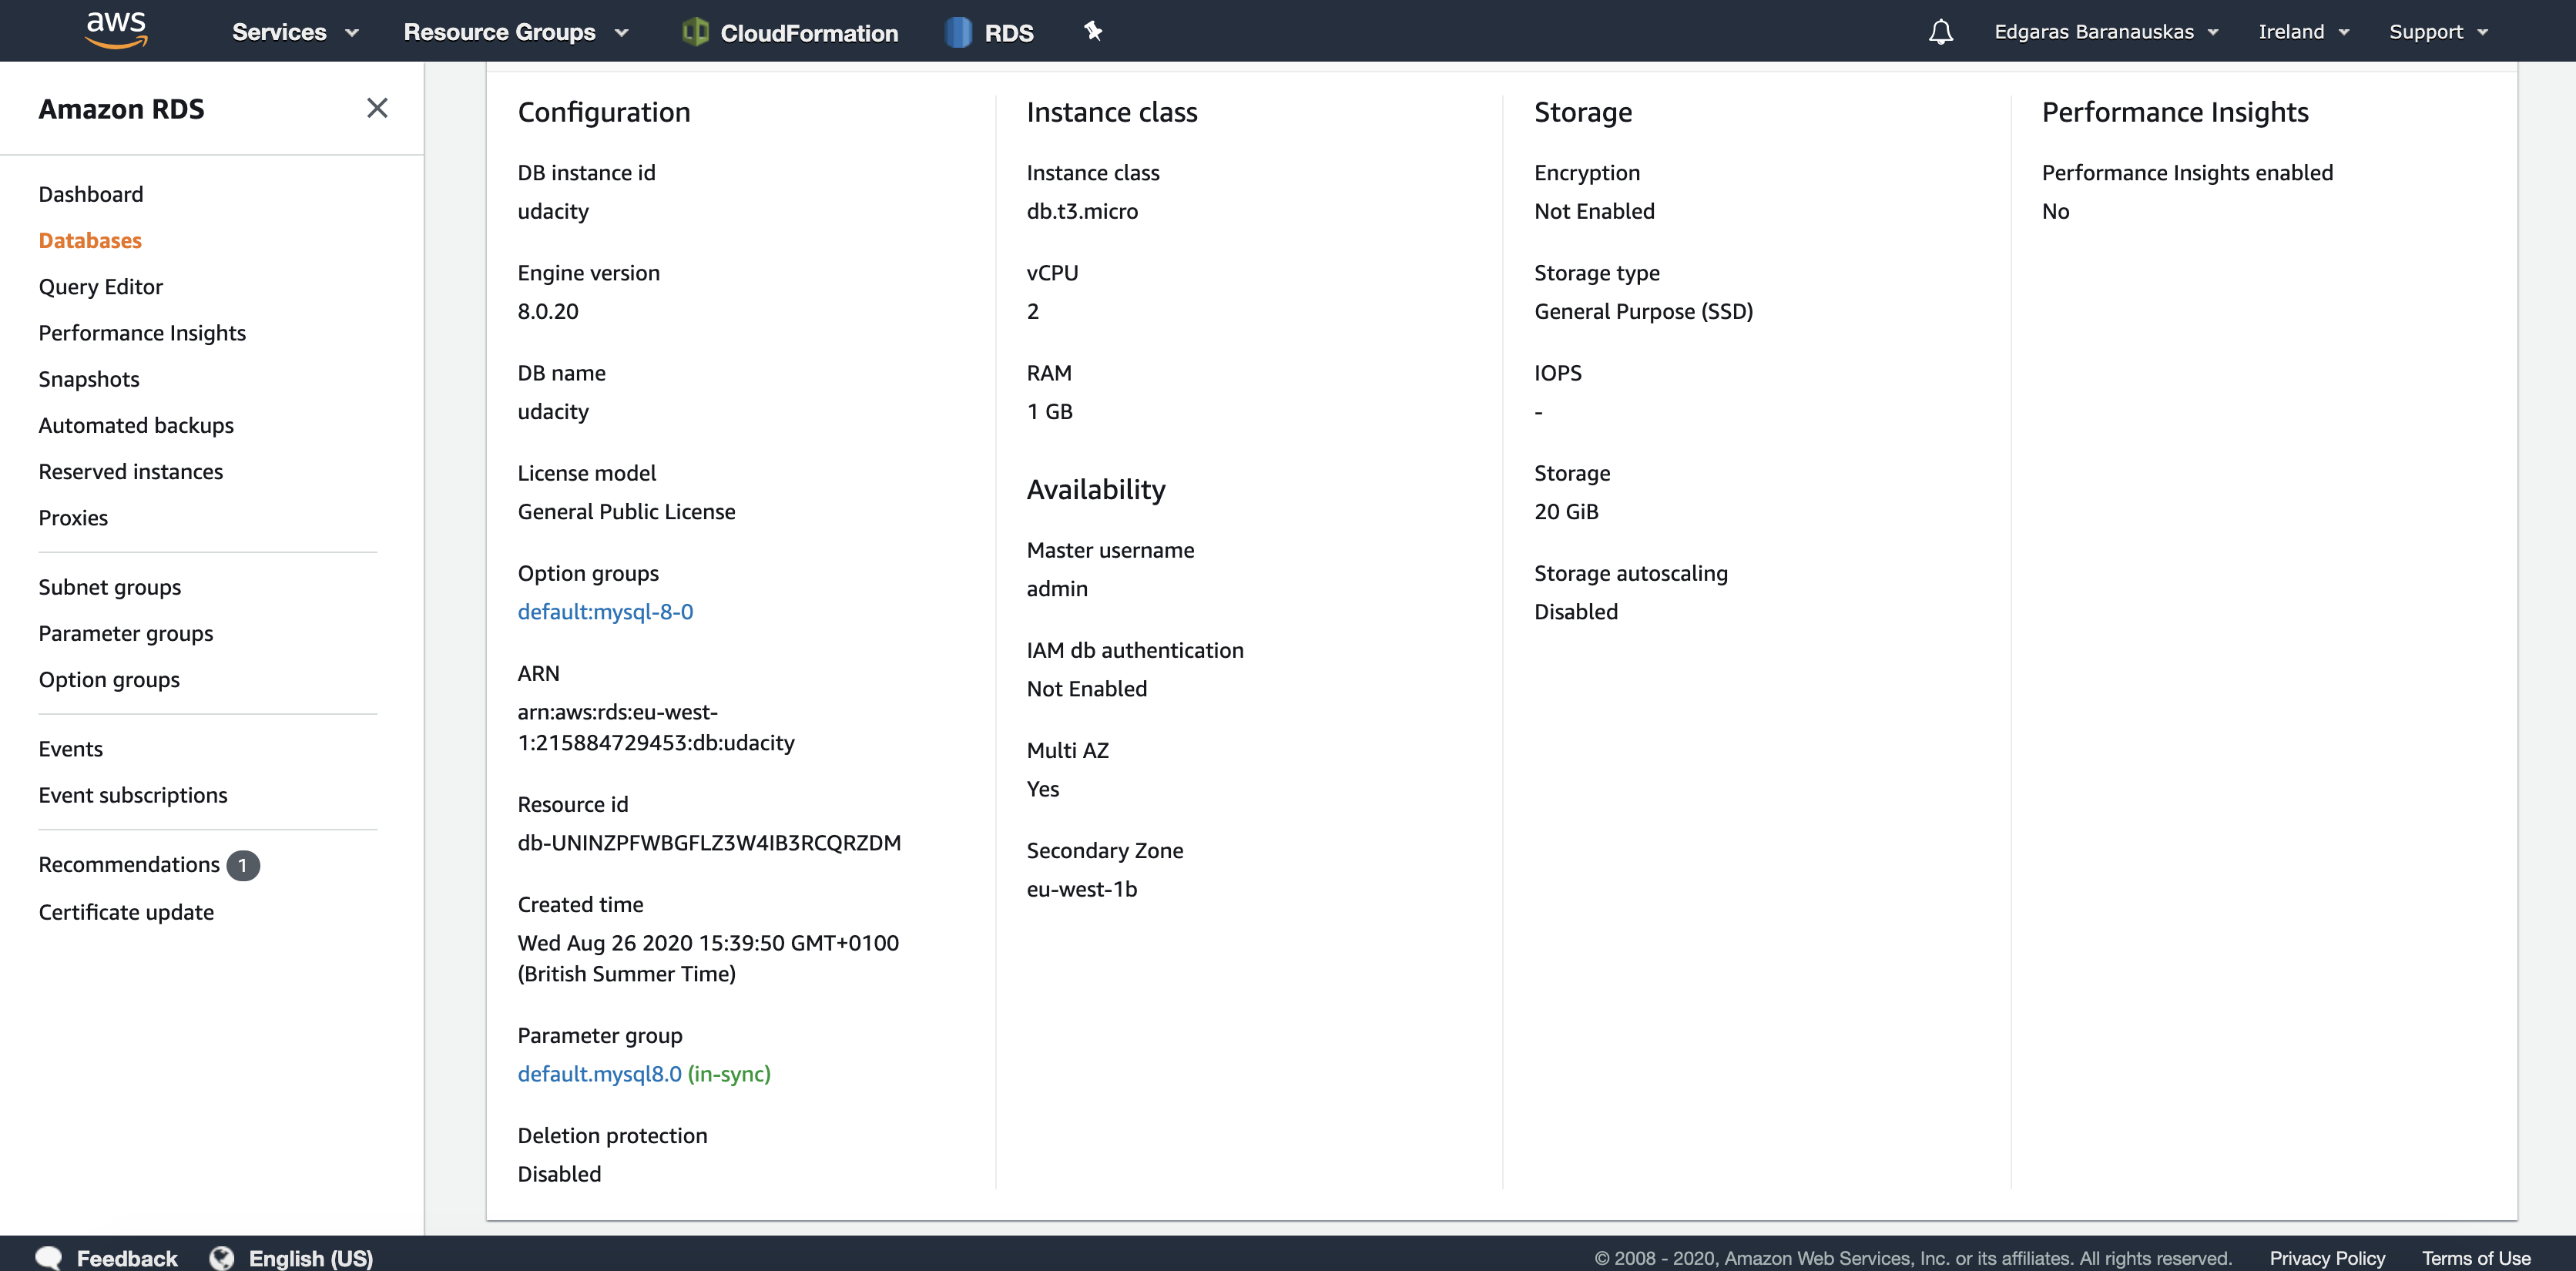 aws
Services
Resource Groups
CloudFormation
RDS
Edgaras Baranauskas
Ireland
Support
Amazon RDS
Dashboard
Databases
Query Editor
Performance Insights
Snapshots
Automated backups
Reserved instances
Proxies
Subnet groups
Parameter groups
Option groups
Events
Event subscriptions
Recommendations 1
Certificate update
Configuration
DB instance id
udacity
Engine version
8.0.20
DB name
udacity
License model
General Public License
Option groups
default:mysql-8-0
ARN
arn:aws:rds:eu-west-
1:215884729453:db:udacity
Resource id
db-UNINZPFWBGFLZ3W4IB3RCQRZDM
Created time
Wed Aug 26 2020 15:39:50 GMT+0100
(British Summer Time)
Parameter group
default.mysql8.0 (in-sync)
Deletion protection
Disabled
Instance class
Instance class
db.t3.micro
vCPU
2
RAM
1 GB
Availability
Master username
admin
IAM db authentication
Not Enabled
Multi AZ
Yes
Secondary Zone
eu-west-1b
Storage
Encryption
Not Enabled
Storage type
General Purpose (SSD)
IOPS
-
Storage
20 GiB
Storage autoscaling
Disabled
Performance Insights
Performance Insights enabled
No
Feedback
English (US)
© 2008 - 2020, Amazon Web Services, Inc. or its affiliates. All rights reserved.
Privacy Policy
Terms of Use